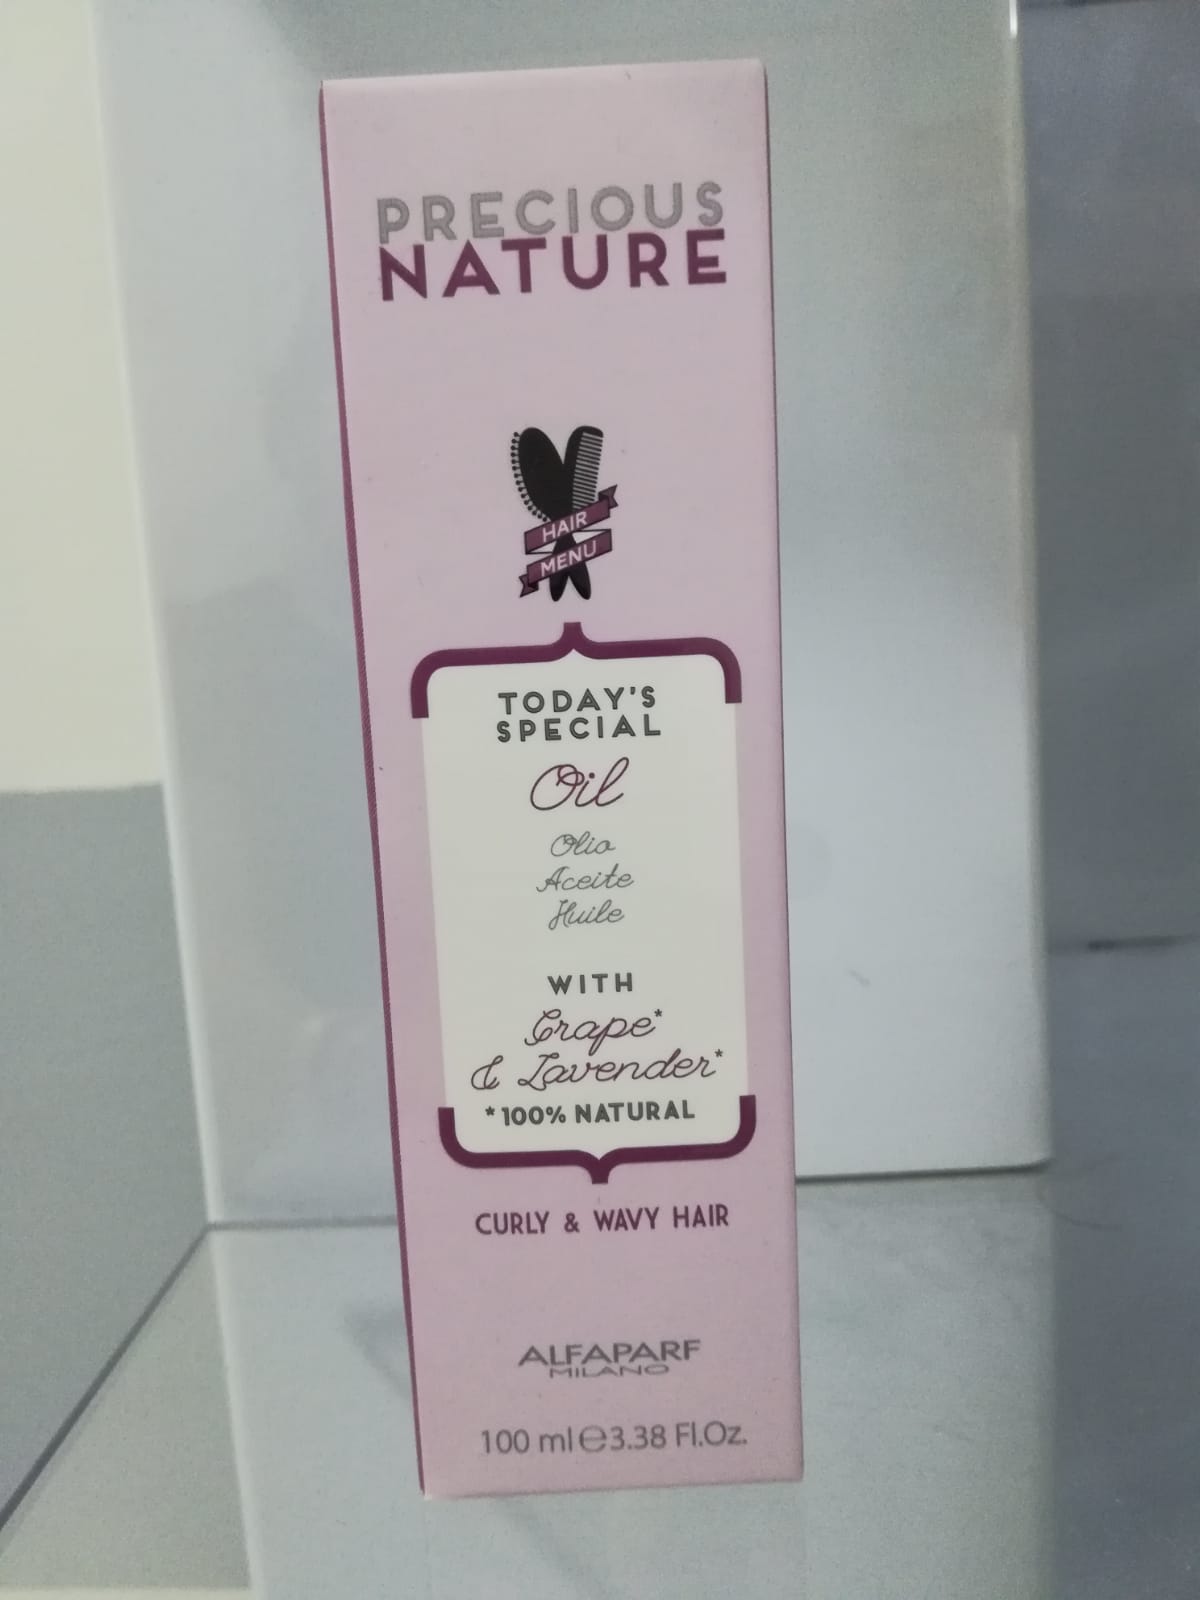 PRECIOUS
NATURE
HAIR
MENU
TODAY'S
SPECIAL
Oil
Olio
Aceite
Huile
WITH
Grape*
& Lavender*
*100% NATURAL
CURLY & WAVY HAIR
ALFAPARF
MILANO
100 ml ℮ 3.38 Fl.Oz.